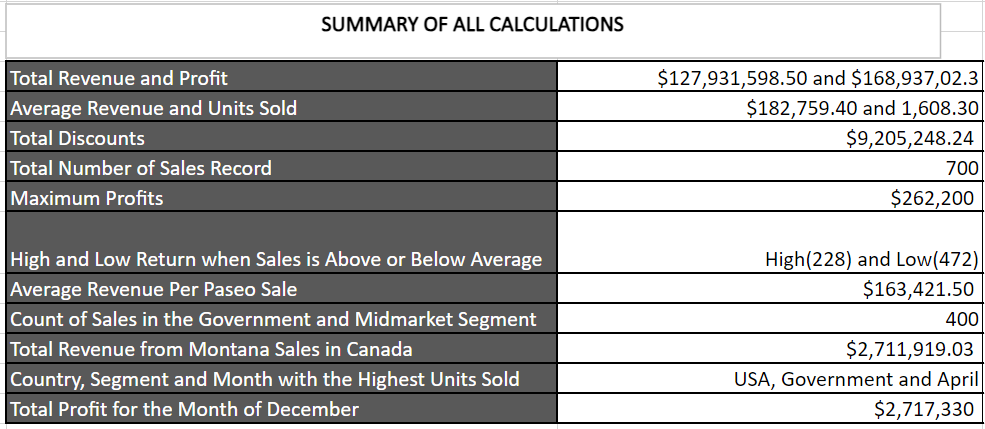 SUMMARY OF ALL CALCULATIONS
Total Revenue and Profit $127,931,598.50 and $168,937,02.3
Average Revenue and Units Sold $182,759.40 and 1,608.30
Total Discounts $9,205,248.24
Total Number of Sales Record 700
Maximum Profits $262,200
High and Low Return when Sales is Above or Below Average High(228) and Low(472)
Average Revenue Per Paseo Sale $163,421.50
Count of Sales in the Government and Midmarket Segment 400
Total Revenue from Montana Sales in Canada $2,711,919.03
Country, Segment and Month with the Highest Units Sold USA, Government and April
Total Profit for the Month of December $2,717,330